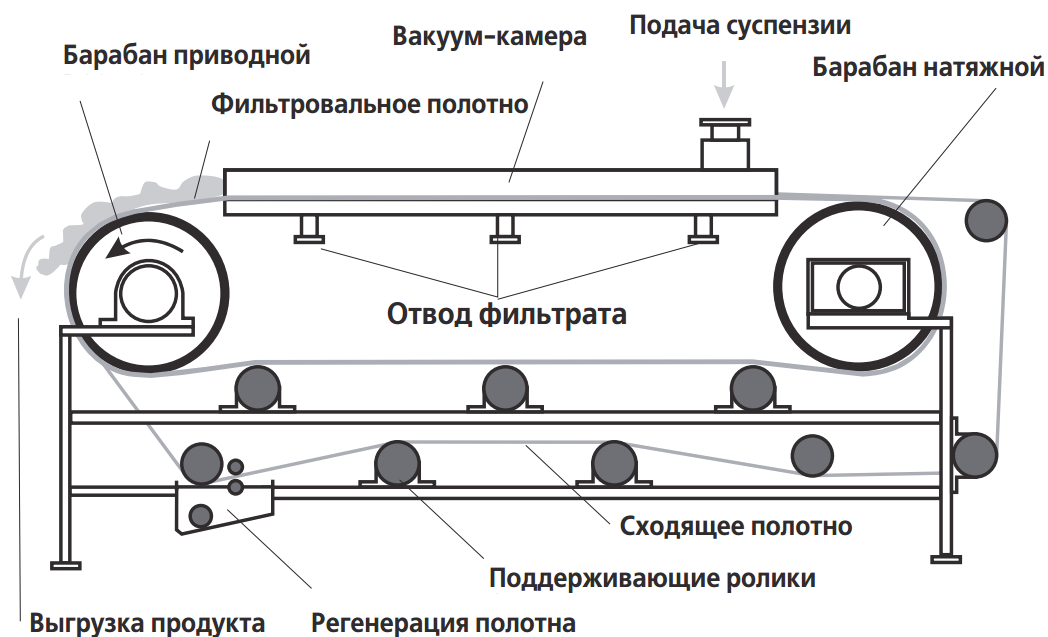 Подача суспензии
Вакуум-камера
Барабан приводной
Барабан натяжной
Фильтровальное полотно
Отвод фильтрата
Сходящее полотно
Поддерживающие ролики
Выгрузка продукта
Регенерация полотна